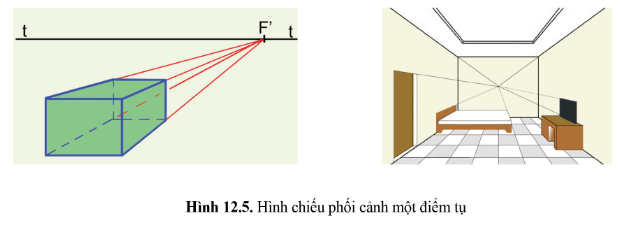 t F’ t
Hình 12.5. Hình chiếu phối cảnh một điểm tụ